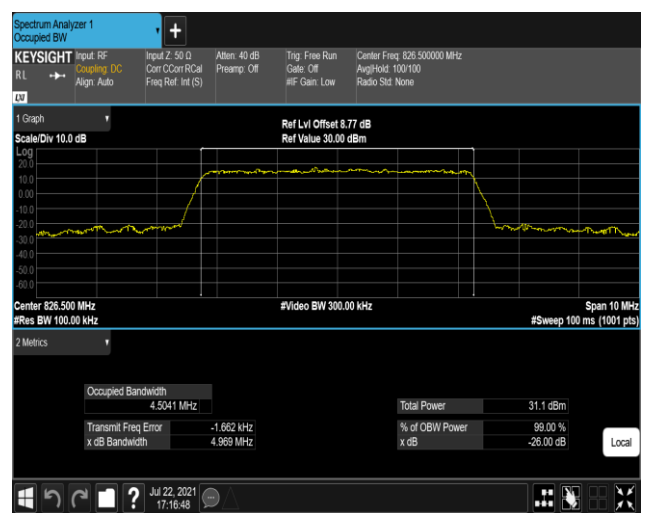 Spectrum Analyzer 1
Occupied BW
+
KEYSIGHT
R L
LXI
Input: RF
Coupling: DC
Align: Auto
Input Z: 50 Ω
Corr CCorr RCal
Freq Ref: Int (S)
Atten: 40 dB
Preamp: Off
Trig: Free Run
Gate: Off
#IF Gain: Low
Center Freq: 826.500000 MHz
Avg|Hold: 100/100
Radio Std: None
1 Graph
Scale/Div 10.0 dB
Ref Lvl Offset 8.77 dB
Ref Value 30.00 dBm
Log
20.0
10.0
0.00
-10.0
-20.0
-30.0
-40.0
-50.0
-60.0
Center 826.500 MHz
#Res BW 100.00 kHz
#Video BW 300.00 kHz
Span 10 MHz
#Sweep 100 ms (1001 pts)
2 Metrics
Occupied Bandwidth
4.5041 MHz
Total Power 31.1 dBm
Transmit Freq Error -1.662 kHz
% of OBW Power 99.00 %
x dB Bandwidth 4.969 MHz
x dB -26.00 dB
Local
?
Jul 22, 2021
17:16:48